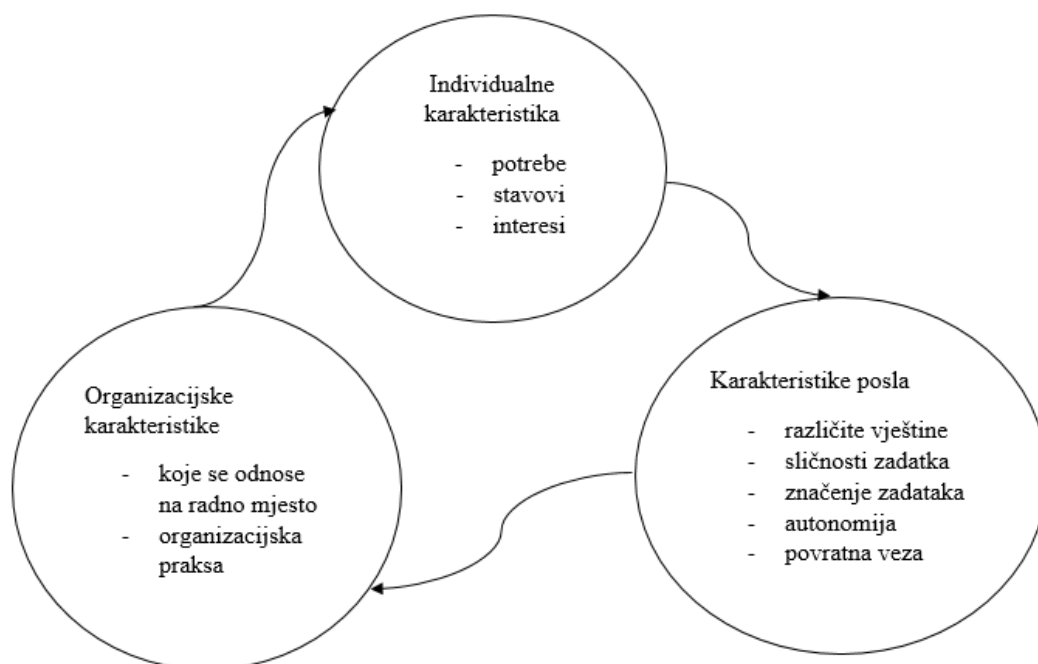 Individualne
karakteristika
- potrebe
- stavovi
- interesi
Organizacijske
karakteristike
- koje se odnose
na radno mjesto
- organizacijska
praksa
Karakteristike posla
- različite vještine
- sličnosti zadatka
- značenje zadataka
- autonomija
- povratna veza